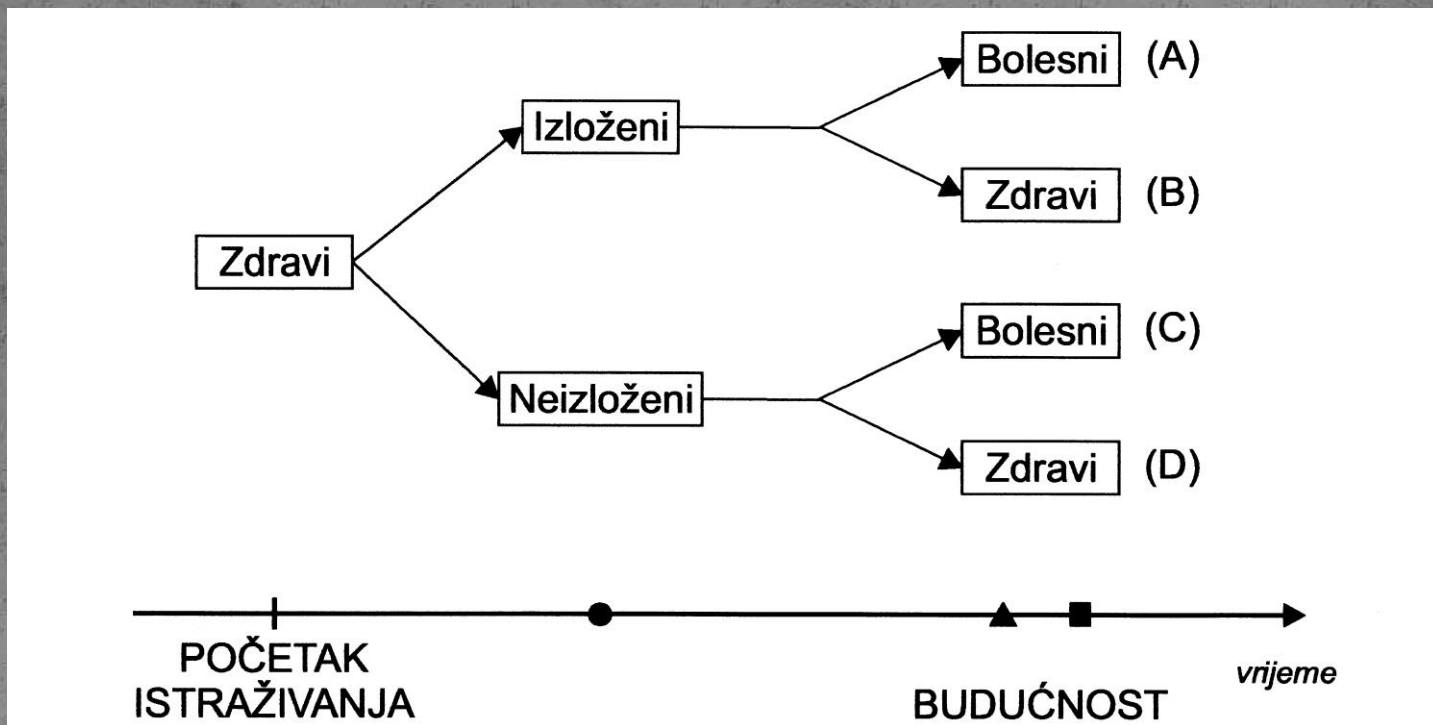 Bolesni (A)
Izloženi
Zdravi (B)
Zdravi
Bolesni (C)
Neizloženi
Zdravi (D)
POČETAK
ISTRAŽIVANJA
BUDUĆNOST
vrijeme